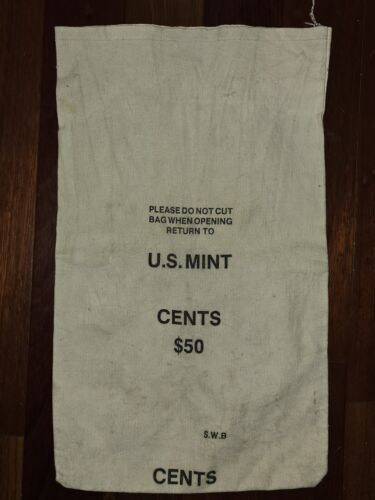 PLEASE DO NOT CUT
BAG WHEN OPENING
RETURN TO
U.S. MINT
CENTS
$50
S.W.B
CENTS